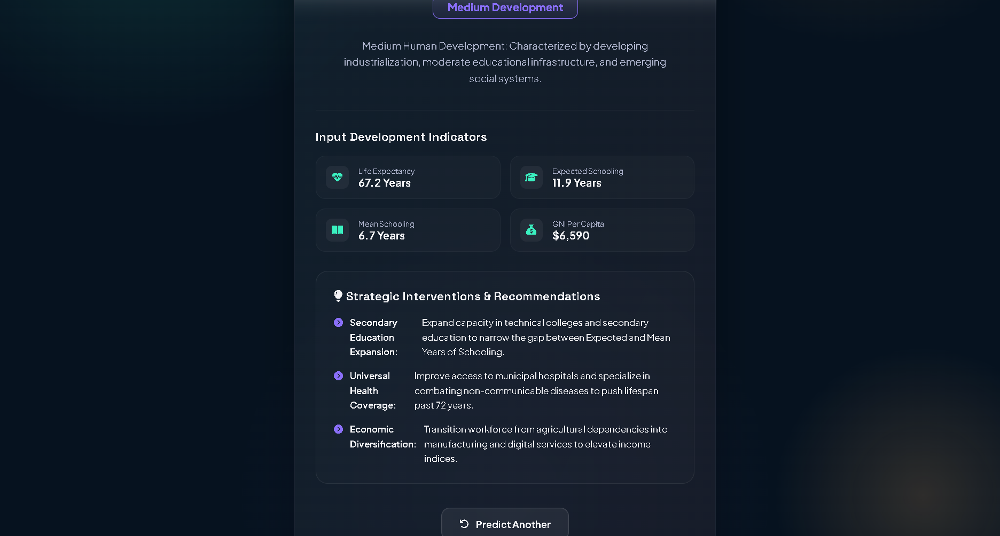 Medium Development
Medium Human Development: Characterized by developing
industrialization, moderate educational infrastructure, and emerging
social systems.
Input Development Indicators
Life Expectancy
67.2 Years
Expected Schooling
11.9 Years
Mean Schooling
6.7 Years
GNI Per Capita
$6,590
Strategic Interventions & Recommendations
Secondary
Education
Expansion:
Expand capacity in technical colleges and secondary
education to narrow the gap between Expected and Mean
Years of Schooling.
Universal
Health
Coverage:
Improve access to municipal hospitals and specialize in
combating non-communicable diseases to push lifespan
past 72 years.
Economic
Diversification:
Transition workforce from agricultural dependencies into
manufacturing and digital services to elevate income
indices.
Predict Another